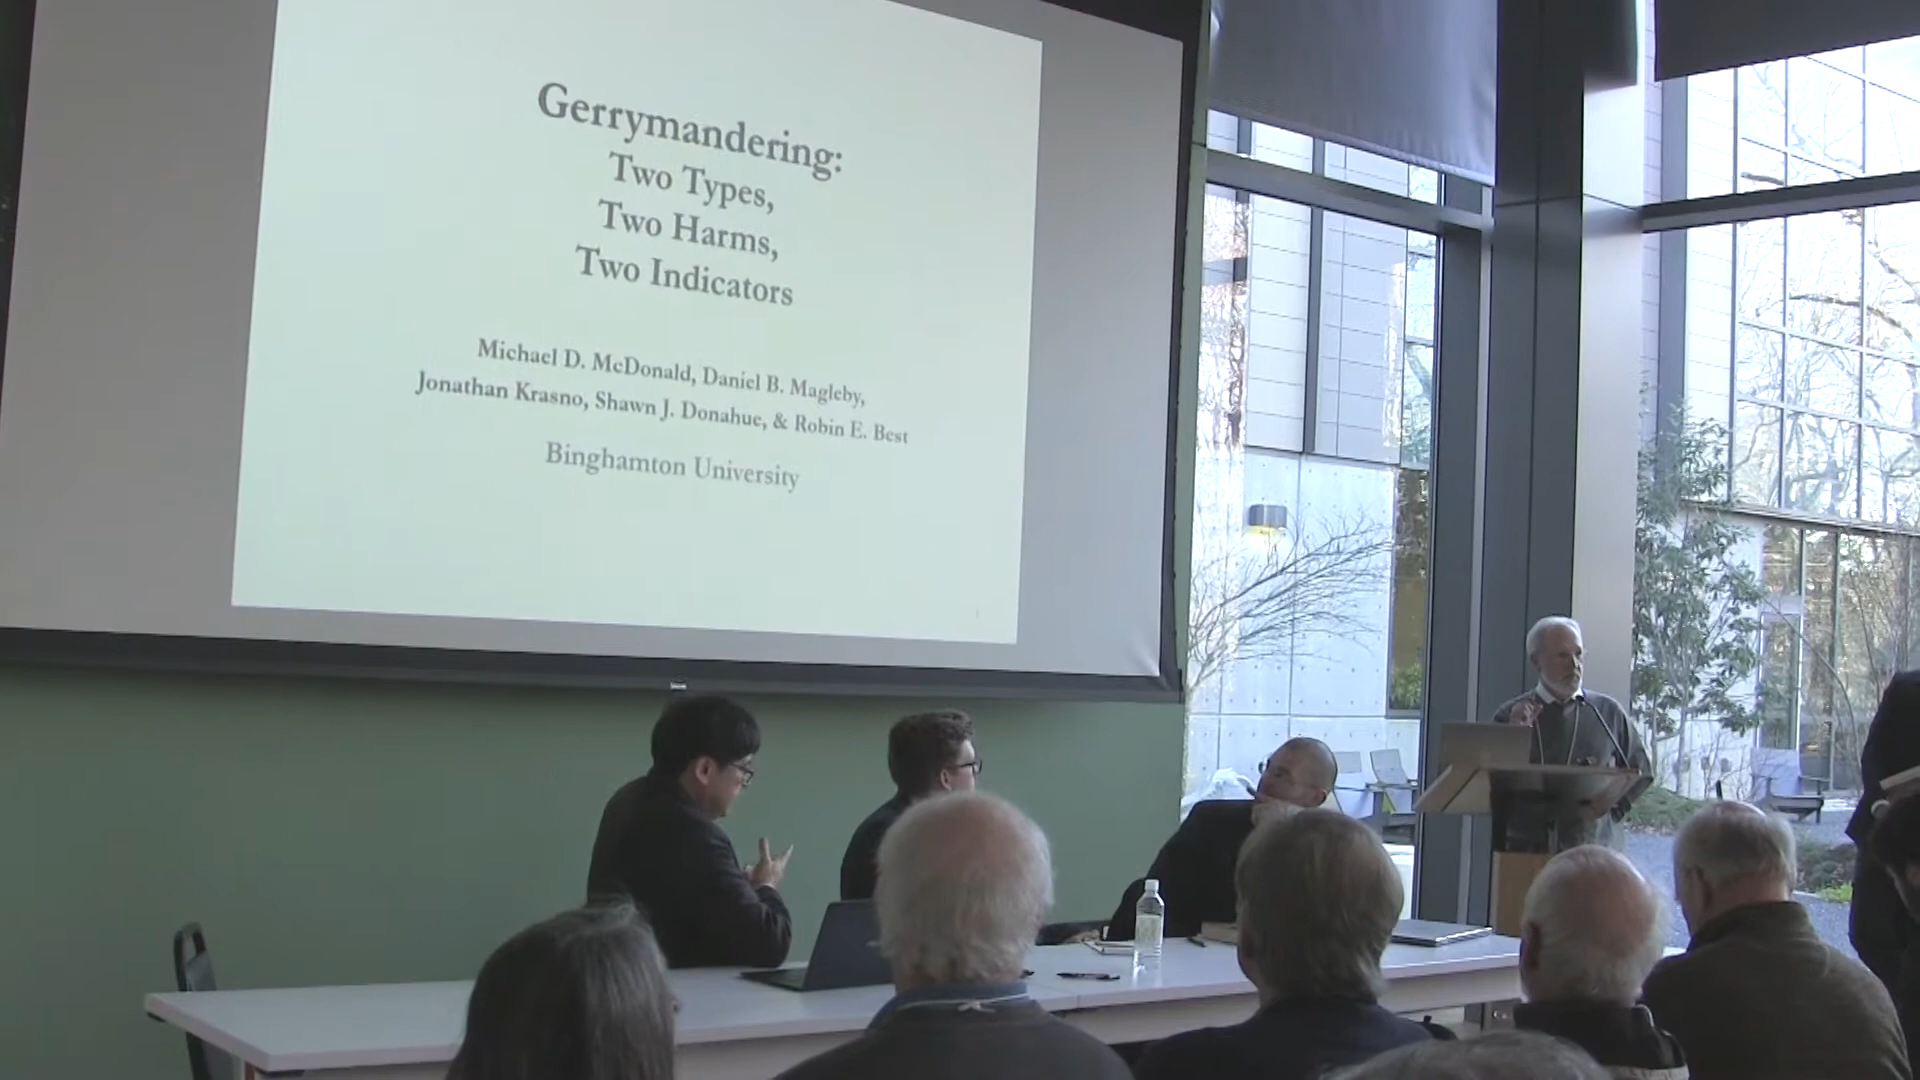 Gerrymandering:
Two Types,
Two Harms,
Two Indicators
Michael D. McDonald, Daniel B. Magleby,
Jonathan Krasno, Shawn J. Donahue, & Robin E. Best
Binghamton University